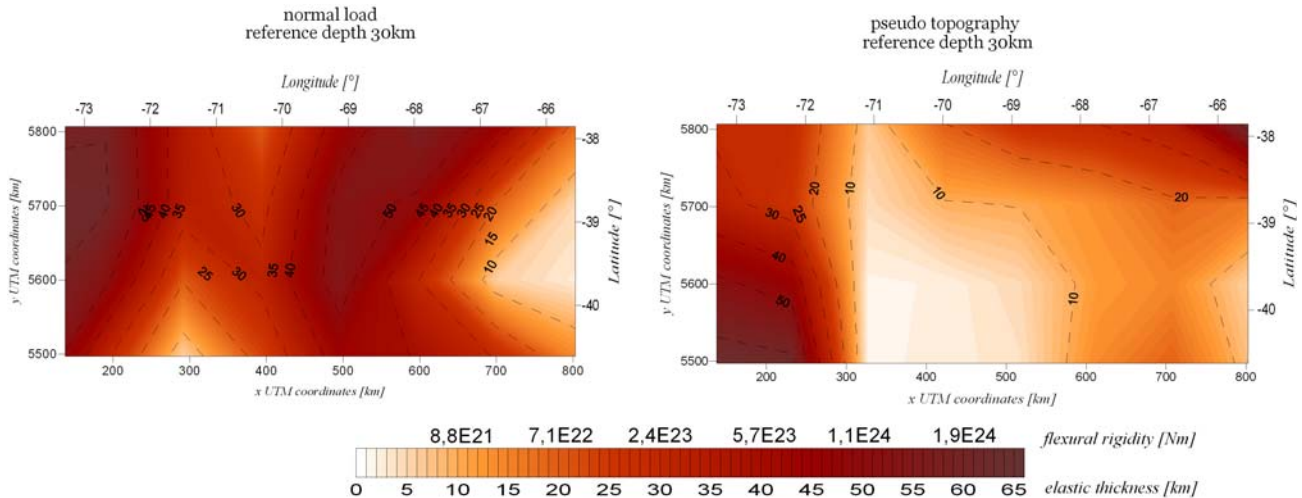 normal load
reference depth 30km
Longitude [°]
-73 -72 -71 -70 -69 -68 -67 -66
5800
5700
5600
5500
y UTM coordinates [km]
-38
-39
-40
Latitude [°]
45 40 35 30 50 45 40 35 30 25 20
15
10
25 30 35 40
200 300 400 500 600 700 800
x UTM coordinates [km]
pseudo topography
reference depth 30km
Longitude [°]
-73 -72 -71 -70 -69 -68 -67 -66
5800
5700
5600
5500
y UTM coordinates [km]
-38
-39
-40
Latitude [°]
20 10 10 20
30 25
40
50 10
200 300 400 500 600 700 800
x UTM coordinates [km]
8,8E21 7,1E22 2,4E23 5,7E23 1,1E24 1,9E24 flexural rigidity [Nm]
0 5 10 15 20 25 30 35 40 45 50 55 60 65 elastic thickness [km]